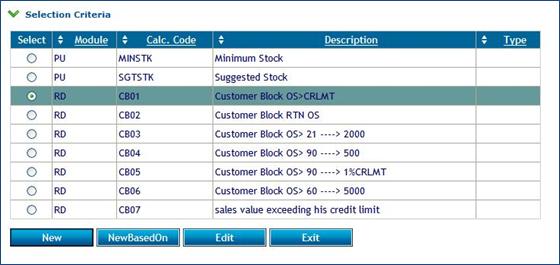 Selection Criteria
Select Module Calc. Code Description Type
PU MINSTK Minimum Stock
PU SGTSTK Suggested Stock
RD CB01 Customer Block OS>CRLMT
RD CB02 Customer Block RTN OS
RD CB03 Customer Block OS> 21 ----> 2000
RD CB04 Customer Block OS> 90 ----> 500
RD CB05 Customer Block OS> 90 ----> 1%CRLMT
RD CB06 Customer Block OS> 60 ----> 5000
RD CB07 sales value exceeding his credit limit
New NewBasedOn Edit Exit